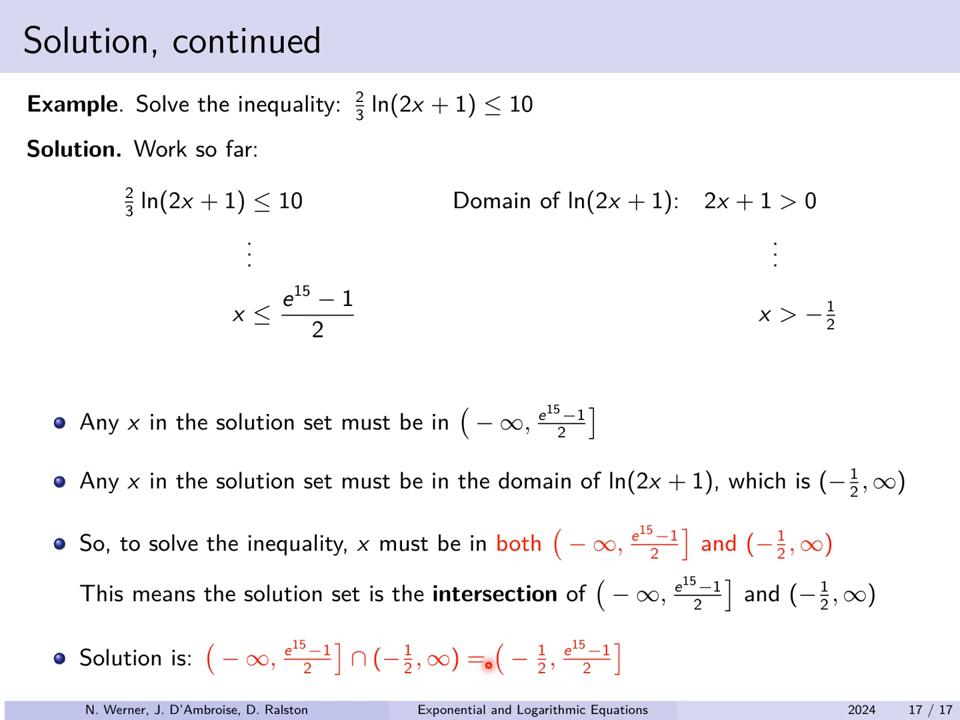 Solution, continued
Example. Solve the inequality: 2/3 ln(2x + 1) ≤ 10
Solution. Work so far:
2/3 ln(2x + 1) ≤ 10    Domain of ln(2x + 1):    2x + 1 > 0
⋮    ⋮
x ≤ (e^15 − 1)/2    x > −1/2
Any x in the solution set must be in (−∞, (e^15−1)/2]
Any x in the solution set must be in the domain of ln(2x + 1), which is (−1/2, ∞)
So, to solve the inequality, x must be in both (−∞, (e^15−1)/2] and (−1/2, ∞)
This means the solution set is the intersection of (−∞, (e^15−1)/2] and (−1/2, ∞)
Solution is: (−∞, (e^15−1)/2] ∩ (−1/2, ∞) = (−1/2, (e^15−1)/2]
N. Werner, J. D'Ambroise, D. Ralston    Exponential and Logarithmic Equations    2024    17 / 17